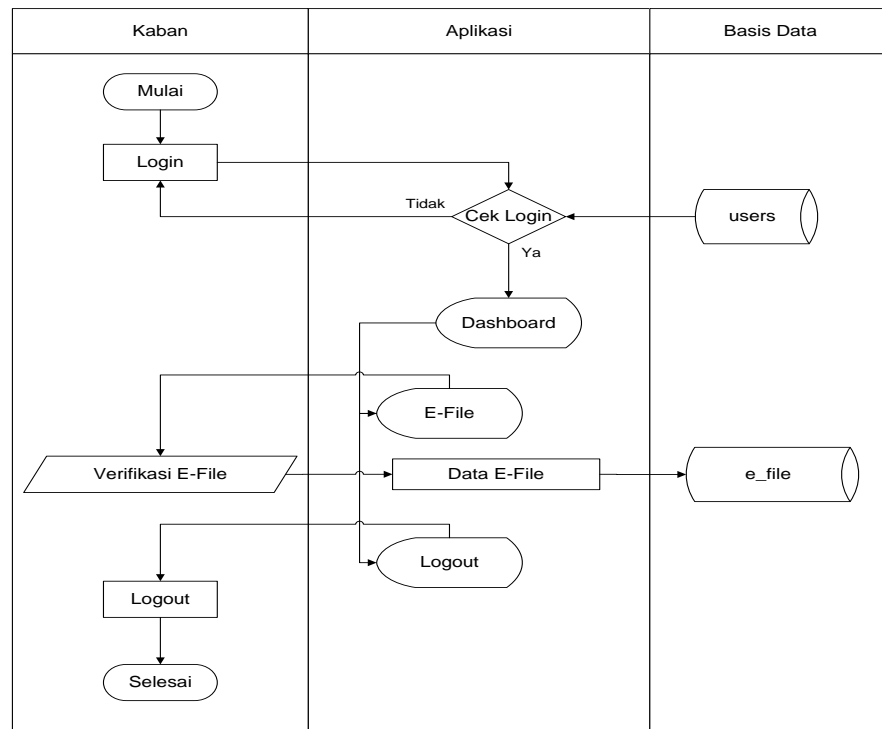 Kaban
Aplikasi
Basis Data
Mulai
Login
Tidak
Cek Login
users
Ya
Dashboard
E-File
Verifikasi E-File
Data E-File
e_file
Logout
Logout
Selesai